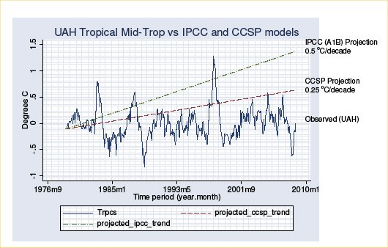 UAH Tropical Mid-Trop vs IPCC and CCSP models
IPCC (A1B) Projection
0.5 °C/decade
CCSP Projection
0.25 °C/decade
Observed (UAH)
Degrees C
1.5
1
.5
0
-.5
-1
1976m9 1985m1 1993m5 2001m9 2010m1
Time period (year.month)
Trpcs projected_ccsp_trend
projected_ipcc_trend